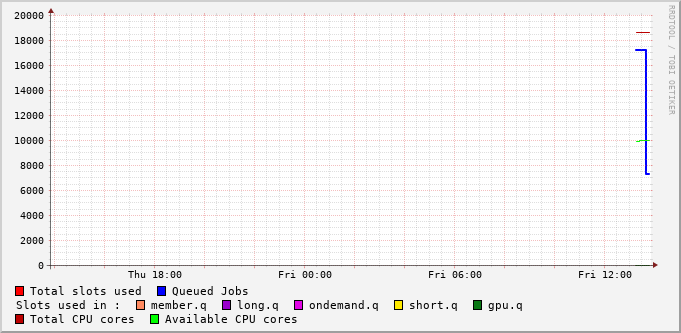 20000
18000
16000
14000
12000
10000
8000
6000
4000
2000
0
Thu 18:00 Fri 00:00 Fri 06:00 Fri 12:00
RRDTOOL / TOBI OETIKER
Total slots used Queued Jobs
Slots used in : member.q long.q ondemand.q short.q gpu.q
Total CPU cores Available CPU cores